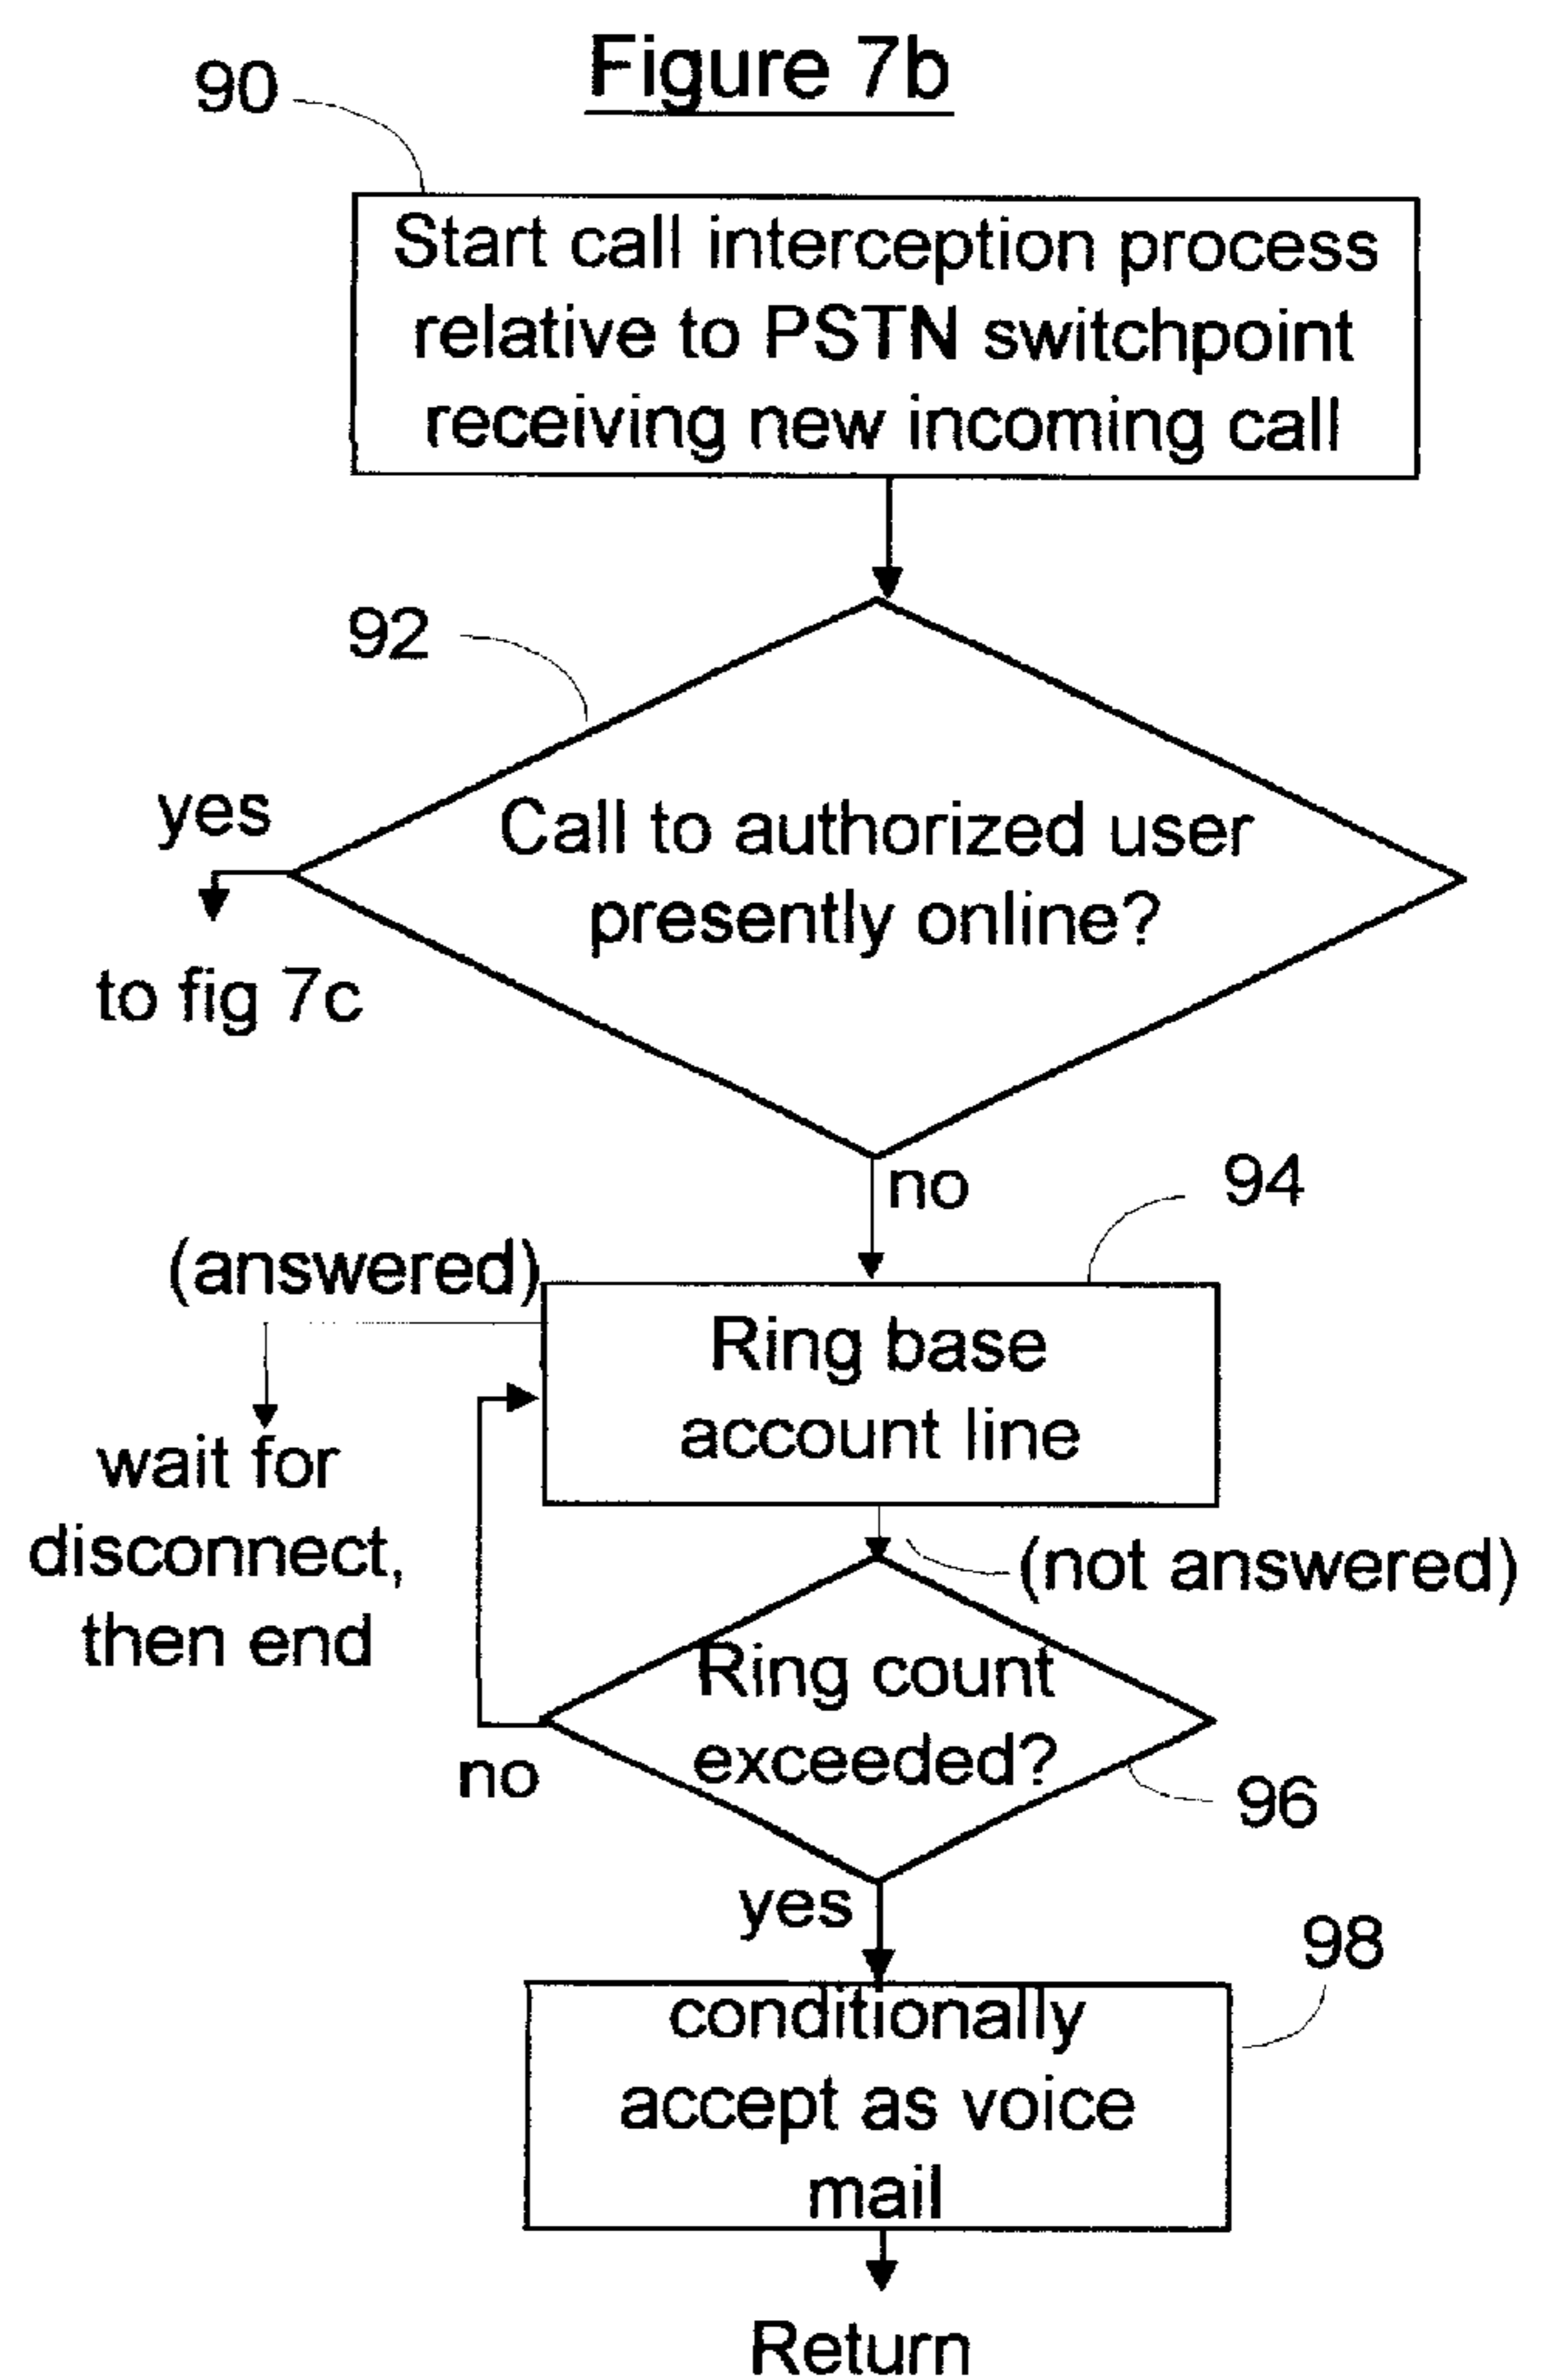 Figure 7b
90
Start call interception process
relative to PSTN switchpoint
receiving new incoming call
92
yes
Call to authorized user
presently online?
to fig 7c
no
94
(answered)
Ring base
account line
wait for
disconnect,
then end
(not answered)
Ring count
exceeded?
no
96
yes
98
conditionally
accept as voice
mail
Return